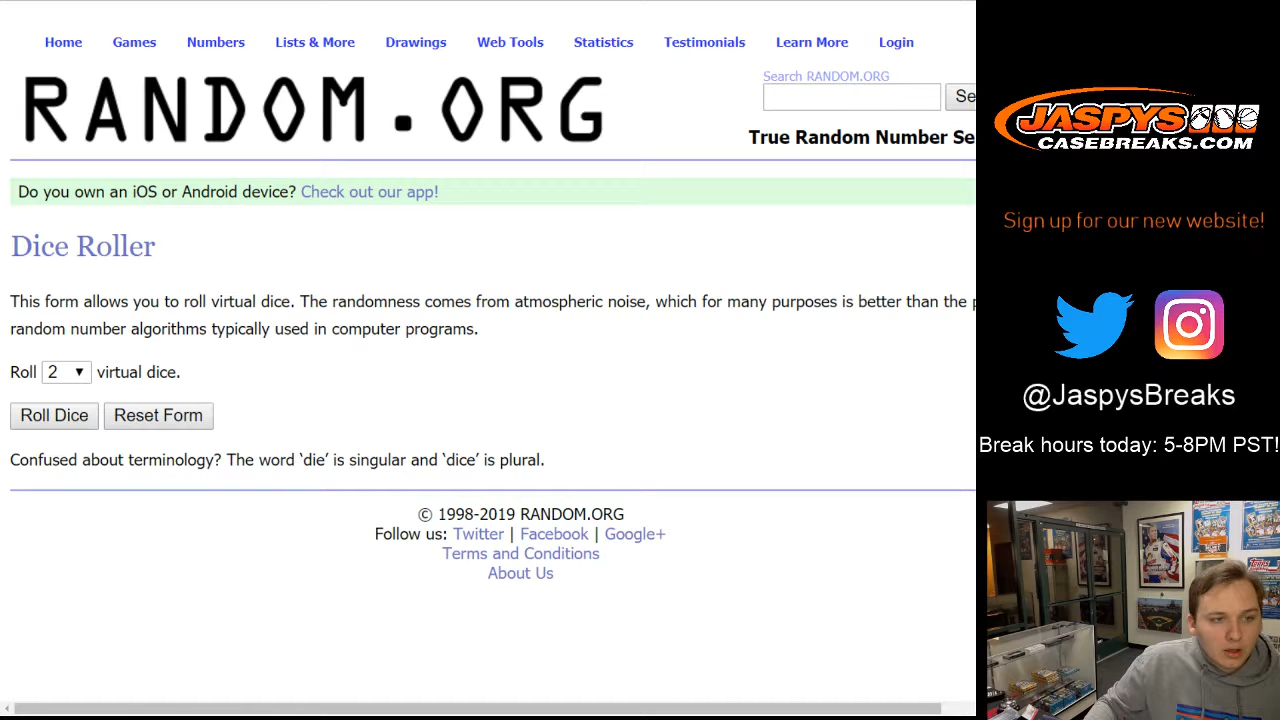 Home Games Numbers Lists & More Drawings Web Tools Statistics Testimonials Learn More Login
RANDOM.ORG
Search RANDOM.ORG
Se
True Random Number Se
Do you own an iOS or Android device? Check out our app!
Dice Roller
This form allows you to roll virtual dice. The randomness comes from atmospheric noise, which for many purposes is better than the p
random number algorithms typically used in computer programs.
Roll 2 virtual dice.
Roll Dice Reset Form
Confused about terminology? The word ‘die’ is singular and ‘dice’ is plural.
© 1998-2019 RANDOM.ORG
Follow us: Twitter | Facebook | Google+
Terms and Conditions
About Us
JASPYS
CASEBREAKS.COM
Sign up for our new website!
@JaspysBreaks
Break hours today: 5-8PM PST!